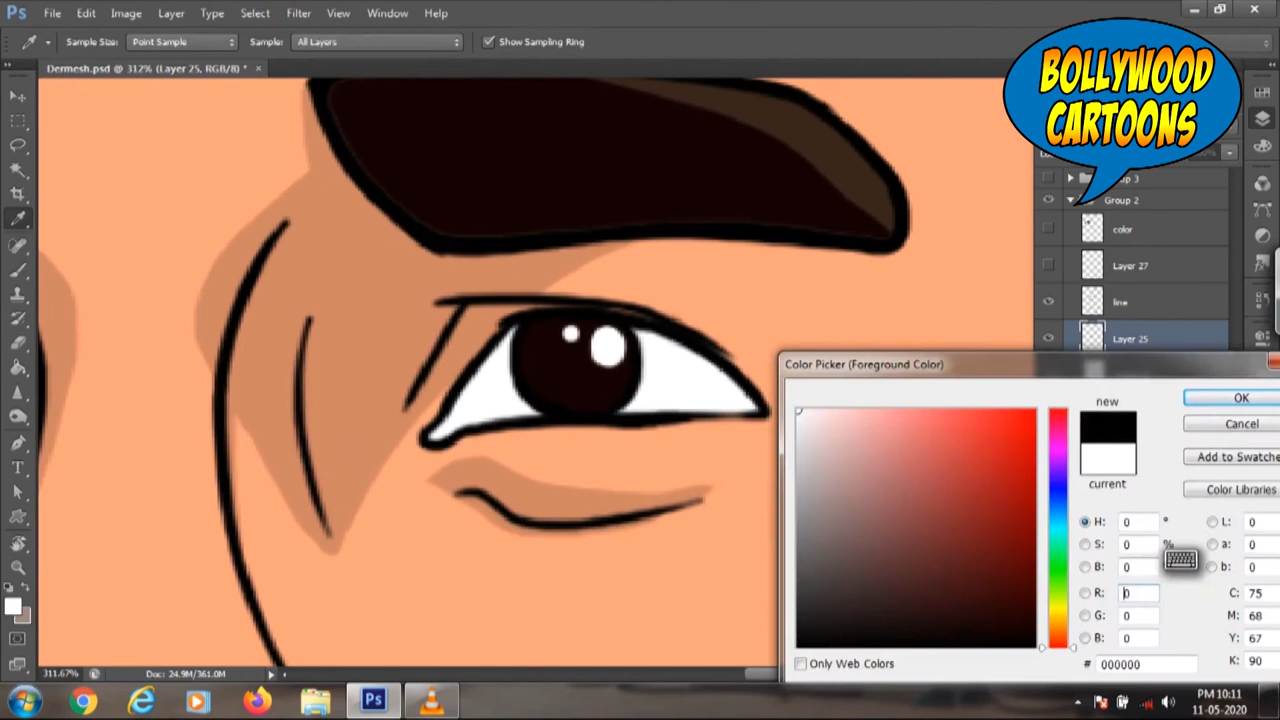 Ps File Edit Image Layer Type Select Filter View Window Help
Sample Size: Point Sample Sample: All Layers Show Sampling Ring
Dermesh.psd @ 312% (Layer 25, RGB/8) * ×
BOLLYWOOD
CARTOONS
Group 2
color
Layer 27
line
Layer 25
Color Picker (Foreground Color)
new
current
OK
Cancel
Add to Swatche
Color Libraries
H: 0 ° L: 0
S: 0 % a: 0
B: 0 b: 0
R: 0 C: 75
G: 0 M: 68
B: 0 Y: 67
# 000000 K: 90
Only Web Colors
311.67% Doc: 24.9M/361.0M
Ps
PM 10:11
11-05-2020